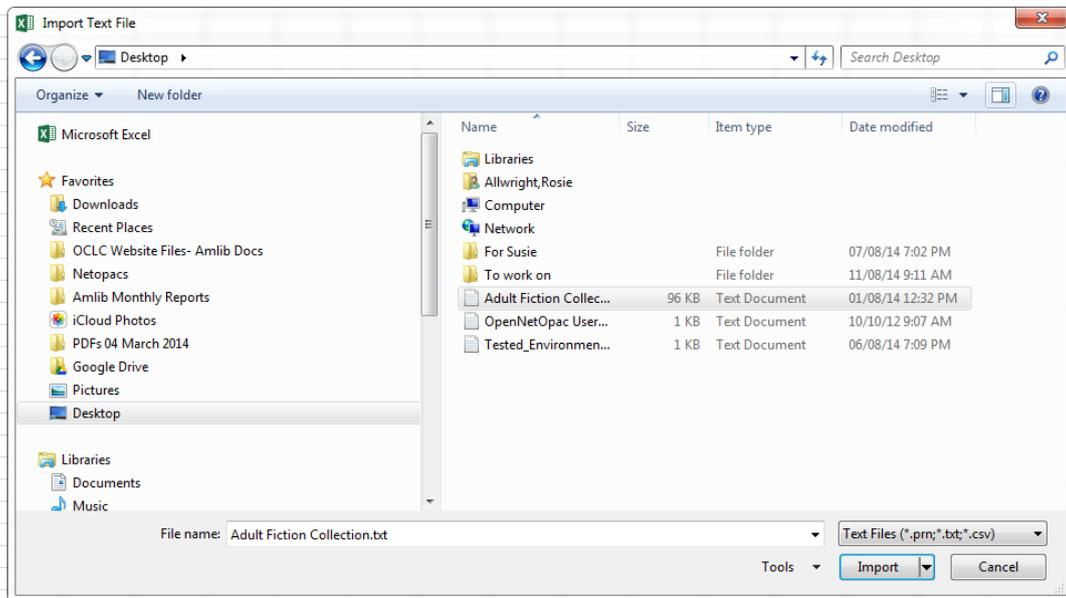 Import Text File
Desktop
Search Desktop
Organize
New folder
Microsoft Excel
Favorites
Downloads
Recent Places
OCLC Website Files- Amlib Docs
Netopacs
Amlib Monthly Reports
iCloud Photos
PDFs 04 March 2014
Google Drive
Pictures
Desktop
Libraries
Documents
Music
Name Size Item type Date modified
Libraries
Allwright,Rosie
Computer
Network
For Susie File folder 07/08/14 7:02 PM
To work on File folder 11/08/14 9:11 AM
Adult Fiction Collec... 96 KB Text Document 01/08/14 12:32 PM
OpenNetOpac User... 1 KB Text Document 10/10/12 9:07 AM
Tested_Environmen... 1 KB Text Document 06/08/14 7:09 PM
File name: Adult Fiction Collection.txt Text Files (*.prn;*.txt;*.csv)
Tools Import Cancel